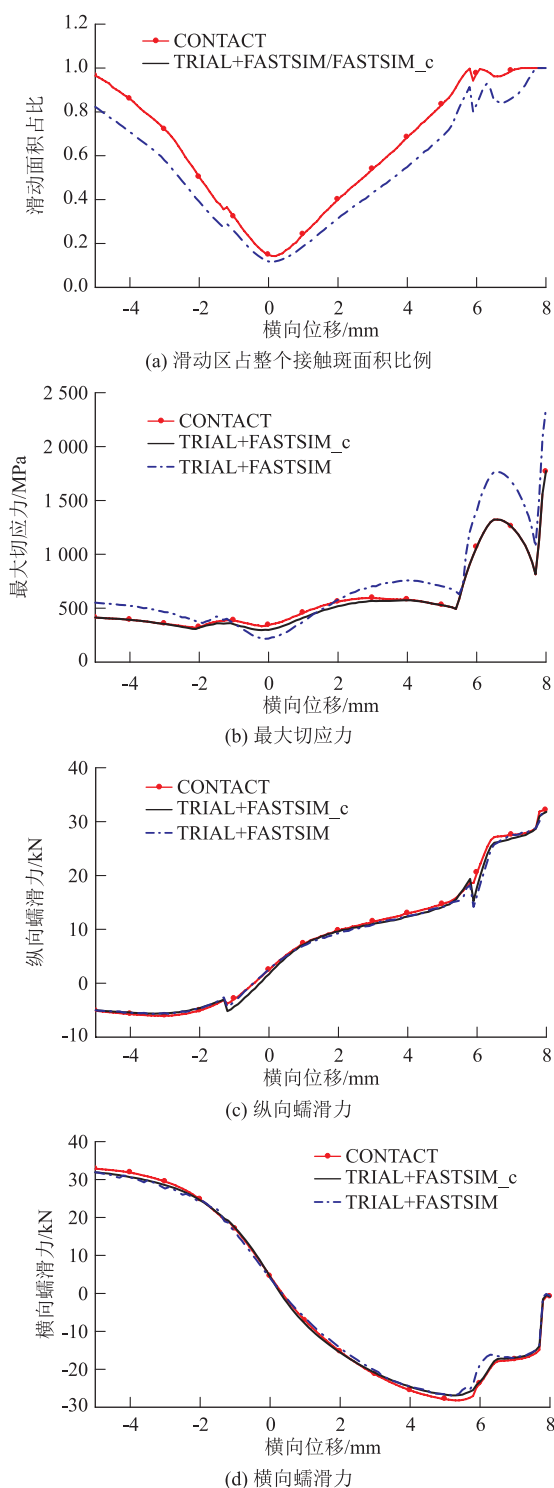 1.2
CONTACT
TRIAL+FASTSIM/FASTSIM_c
1.0
0.8
0.6
0.4
0.2
0.0
滑动面积占比
-4 -2 0 2 4 6 8
横向位移/mm
(a) 滑动区占整个接触斑面积比例
2 500
CONTACT
TRIAL+FASTSIM_c
TRIAL+FASTSIM
2 000
1 500
1 000
500
0
最大切应力/MPa
-4 -2 0 2 4 6 8
横向位移/mm
(b) 最大切应力
40
CONTACT
TRIAL+FASTSIM_c
TRIAL+FASTSIM
30
20
10
0
-10
纵向蠕滑力/kN
-4 -2 0 2 4 6 8
横向位移/mm
(c) 纵向蠕滑力
40
CONTACT
TRIAL+FASTSIM_c
TRIAL+FASTSIM
30
20
10
0
-10
-20
-30
横向蠕滑力/kN
-4 -2 0 2 4 6 8
横向位移/mm
(d) 横向蠕滑力